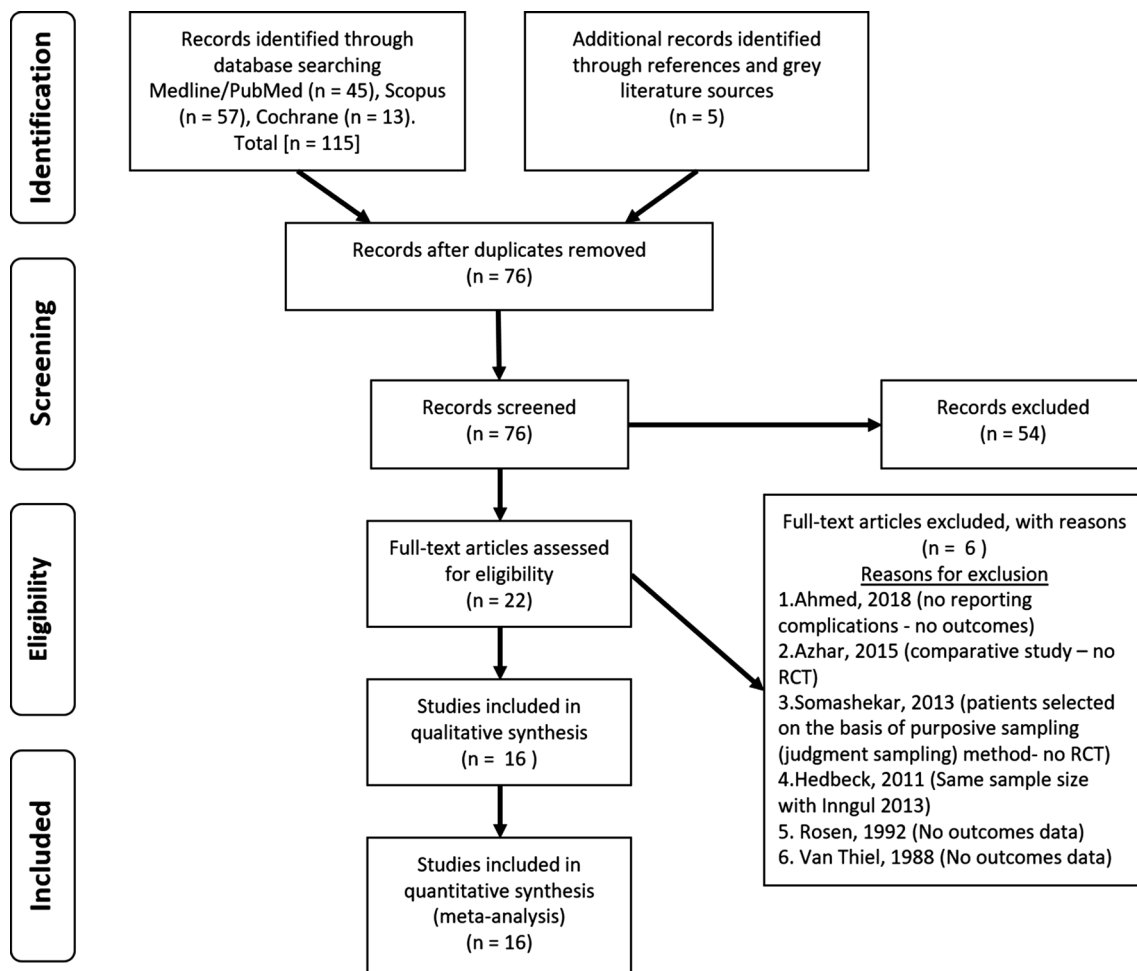 Identification
Records identified through
database searching
Medline/PubMed (n = 45), Scopus
(n = 57), Cochrane (n = 13).
Total [n = 115]
Additional records identified
through references and grey
literature sources
(n = 5)
Records after duplicates removed
(n = 76)
Screening
Records screened
(n = 76)
Records excluded
(n = 54)
Eligibility
Full-text articles assessed
for eligibility
(n = 22)
Full-text articles excluded, with reasons
(n = 6 )
Reasons for exclusion
1.Ahmed, 2018 (no reporting
complications - no outcomes)
2.Azhar, 2015 (comparative study – no
RCT)
3.Somashekar, 2013 (patients selected
on the basis of purposive sampling
(judgment sampling) method- no RCT)
4.Hedbeck, 2011 (Same sample size
with Inngul 2013)
5. Rosen, 1992 (No outcomes data)
6. Van Thiel, 1988 (No outcomes data)
Studies included in
qualitative synthesis
(n = 16 )
Included
Studies included in
quantitative synthesis
(meta-analysis)
(n = 16)